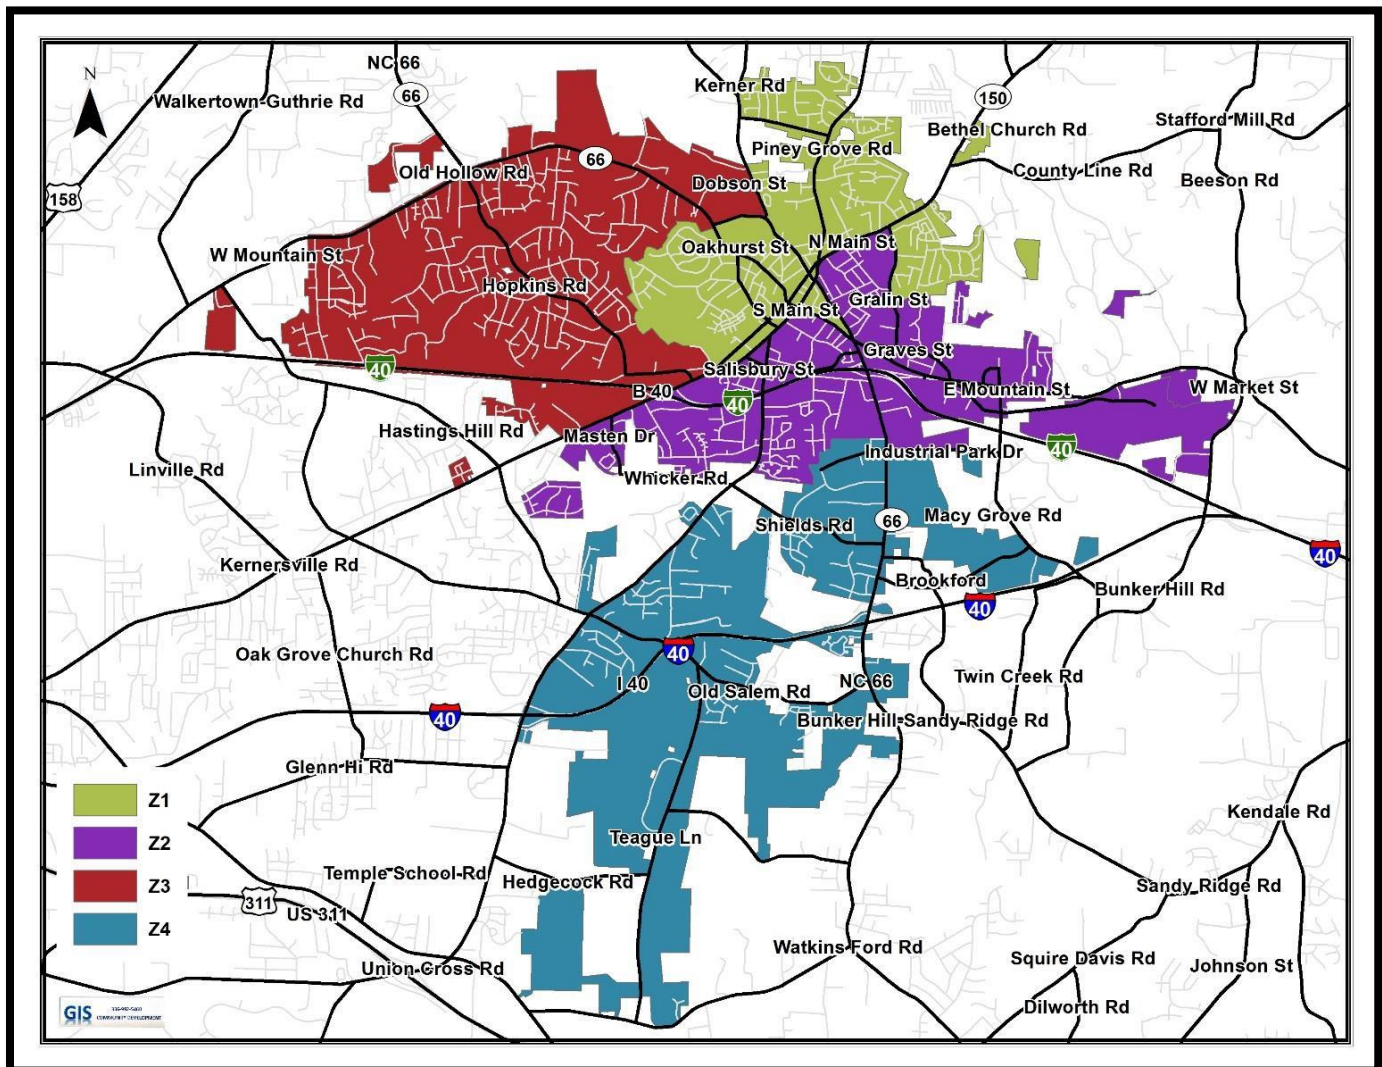 NC 66
66
Kerner Rd
N
Walkertown-Guthrie Rd
150
Bethel Church Rd
Stafford Mill Rd
Piney Grove Rd
66
Old Hollow Rd
County Line Rd
Dobson St
Beeson Rd
158
Oakhurst St
N Main St
W Mountain St
Hopkins Rd
Gralin St
S Main St
Graves St
40
Salisbury St
B 40
40
E Mountain St
W Market St
Hastings Hill Rd
Masten Dr
Industrial Park Dr
40
Linville Rd
Whicker Rd
Shields Rd
66
Macy Grove Rd
40
Kernersville Rd
Brookford
Bunker Hill Rd
40
Oak Grove Church Rd
40
I 40
Old Salem Rd
NC 66
Twin Creek Rd
40
Bunker Hill Sandy Ridge Rd
Glenn Hi Rd
Z1
Kendale Rd
Z2
Teague Ln
Temple School Rd
Hedgecock Rd
Z3
Sandy Ridge Rd
311
US 311
Z4
Watkins Ford Rd
Squire Davis Rd
Union Cross Rd
Johnson St
Dilworth Rd
GIS
COMMUNITY DEVELOPMENT